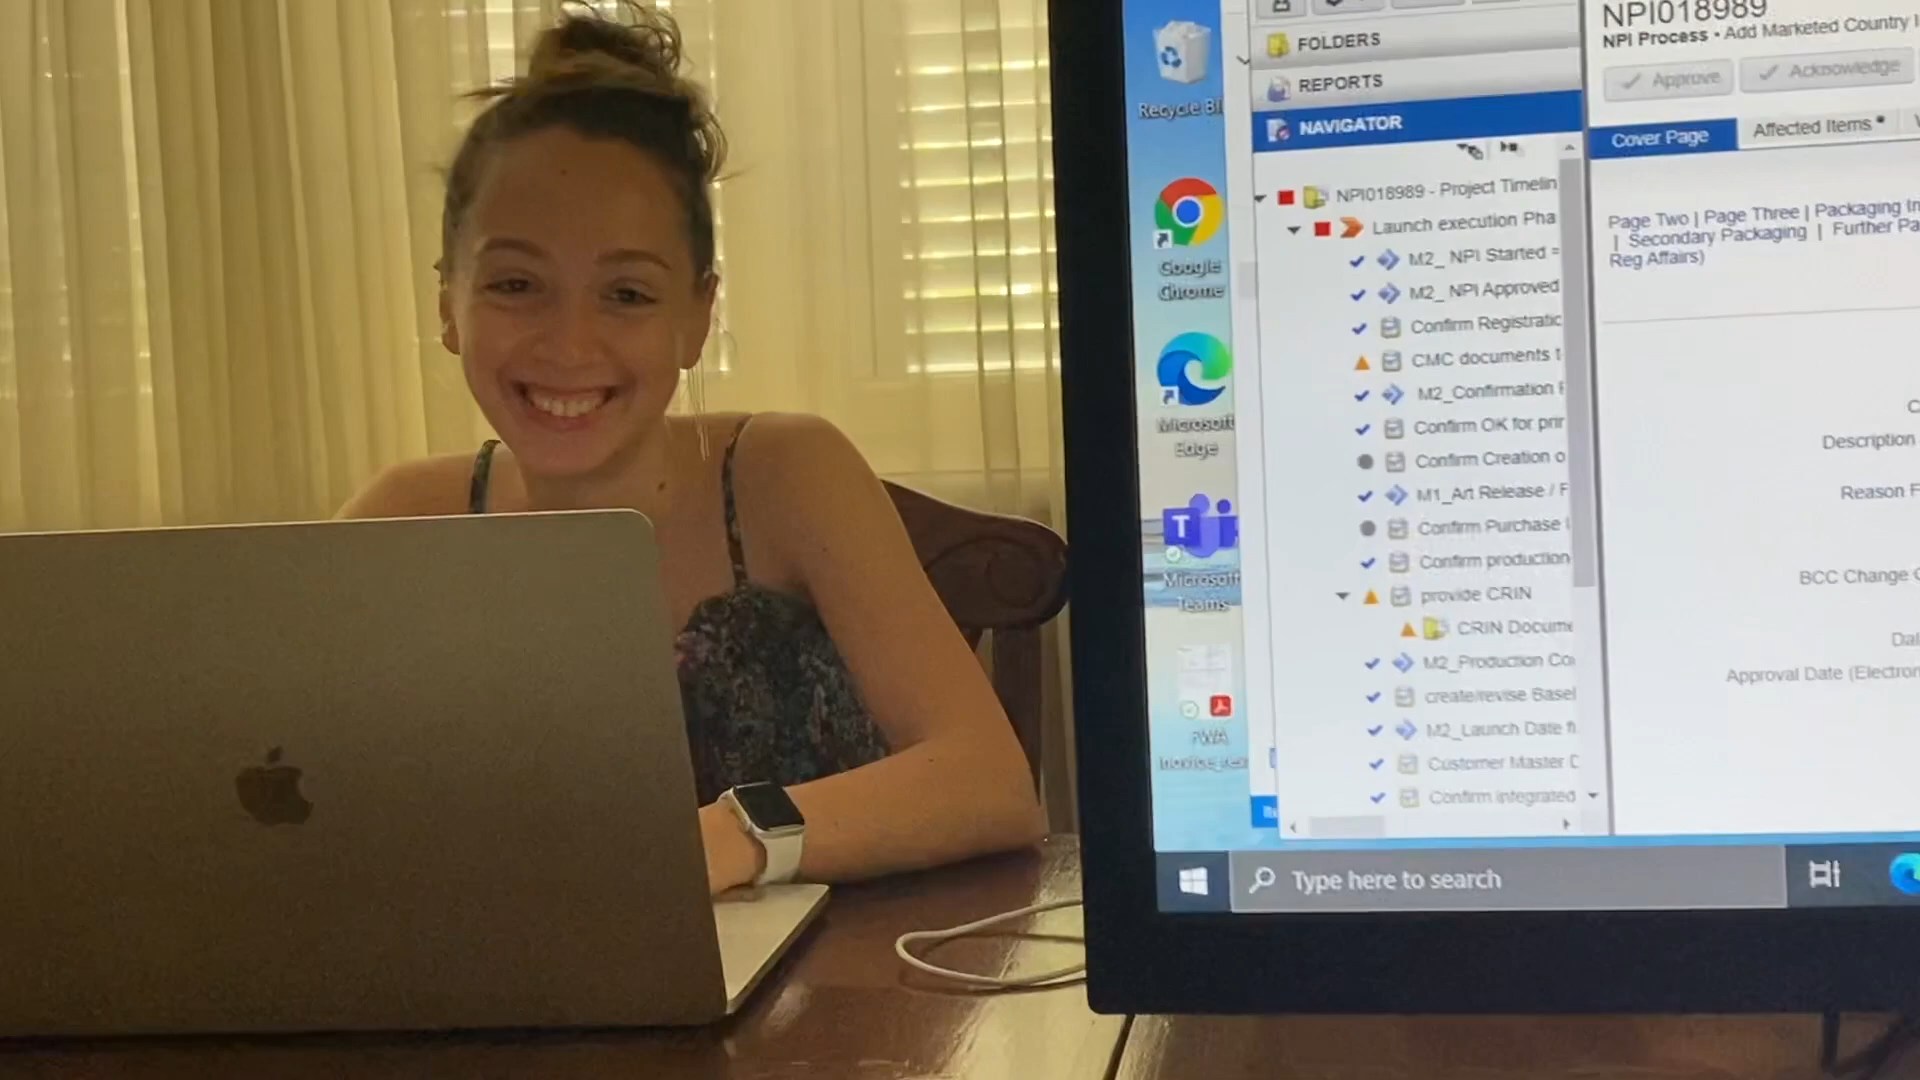 Recycle Bi
Google
Chrome
Microsoft
Edge
Microsoft
Teams
FOLDERS
REPORTS
NAVIGATOR
NPI018989 - Project Timelin
Launch execution Pha
M2_ NPI Started =
M2_ NPI Approved
Confirm Registratic
CMC documents t
M2_Confirmation F
Confirm OK for prir
Confirm Creation o
M1_Art Release / F
Confirm Purchase
Confirm production
provide CRIN
CRIN Docume
M2_Production Co
create/revise Basel
M2_Launch Date fi
Customer Master D
Confirm integrated
NPI018989
NPI Process • Add Marketed Country I
Approve
Acknowledge
Cover Page
Affected Items •
Page Two | Page Three | Packaging In
| Secondary Packaging | Further Pa
Reg Affairs)
C
Description
Reason F
BCC Change C
Dat
Approval Date (Electron
Type here to search